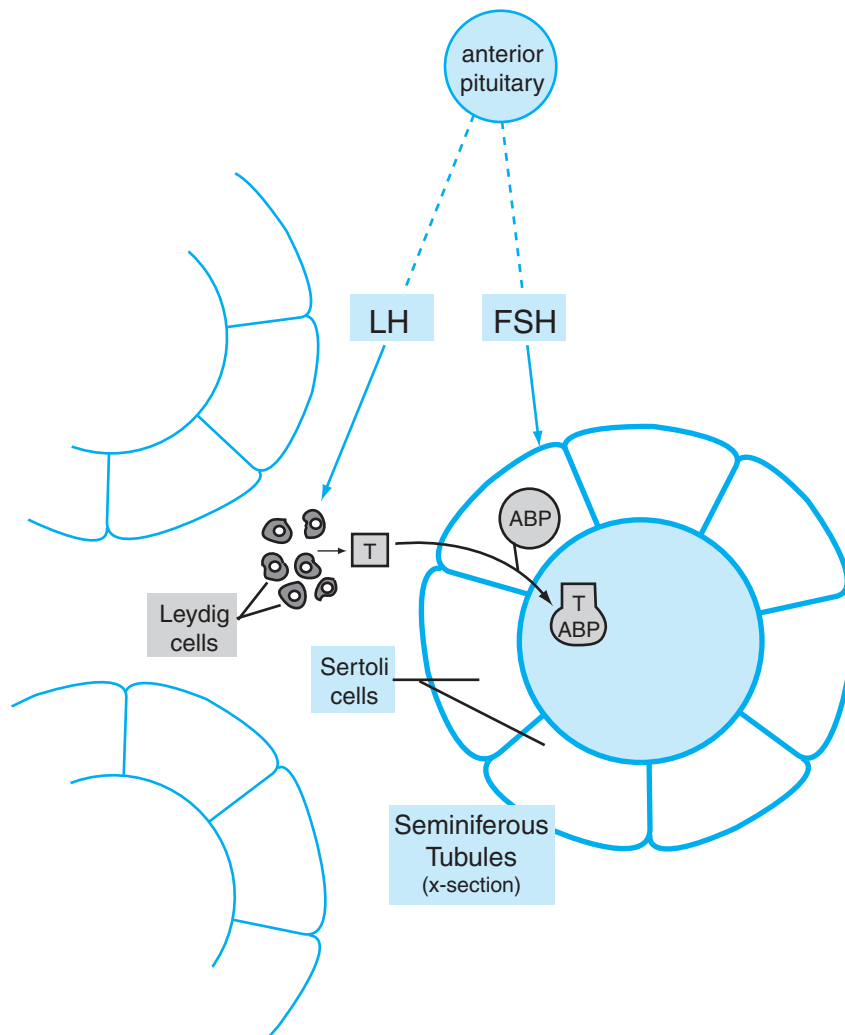 anterior
pituitary
LH
FSH
ABP
T
T
ABP
Leydig
cells
Sertoli
cells
Seminiferous
Tubules
(x-section)